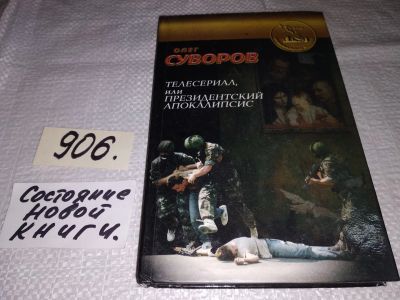 ОЛЕГ
СУВОРОВ
ТЕЛЕСЕРИАЛ,
ИЛИ
ПРЕЗИДЕНТСКИЙ
АПОКАЛИПСИС
906.
Состояние
Новой
книги.